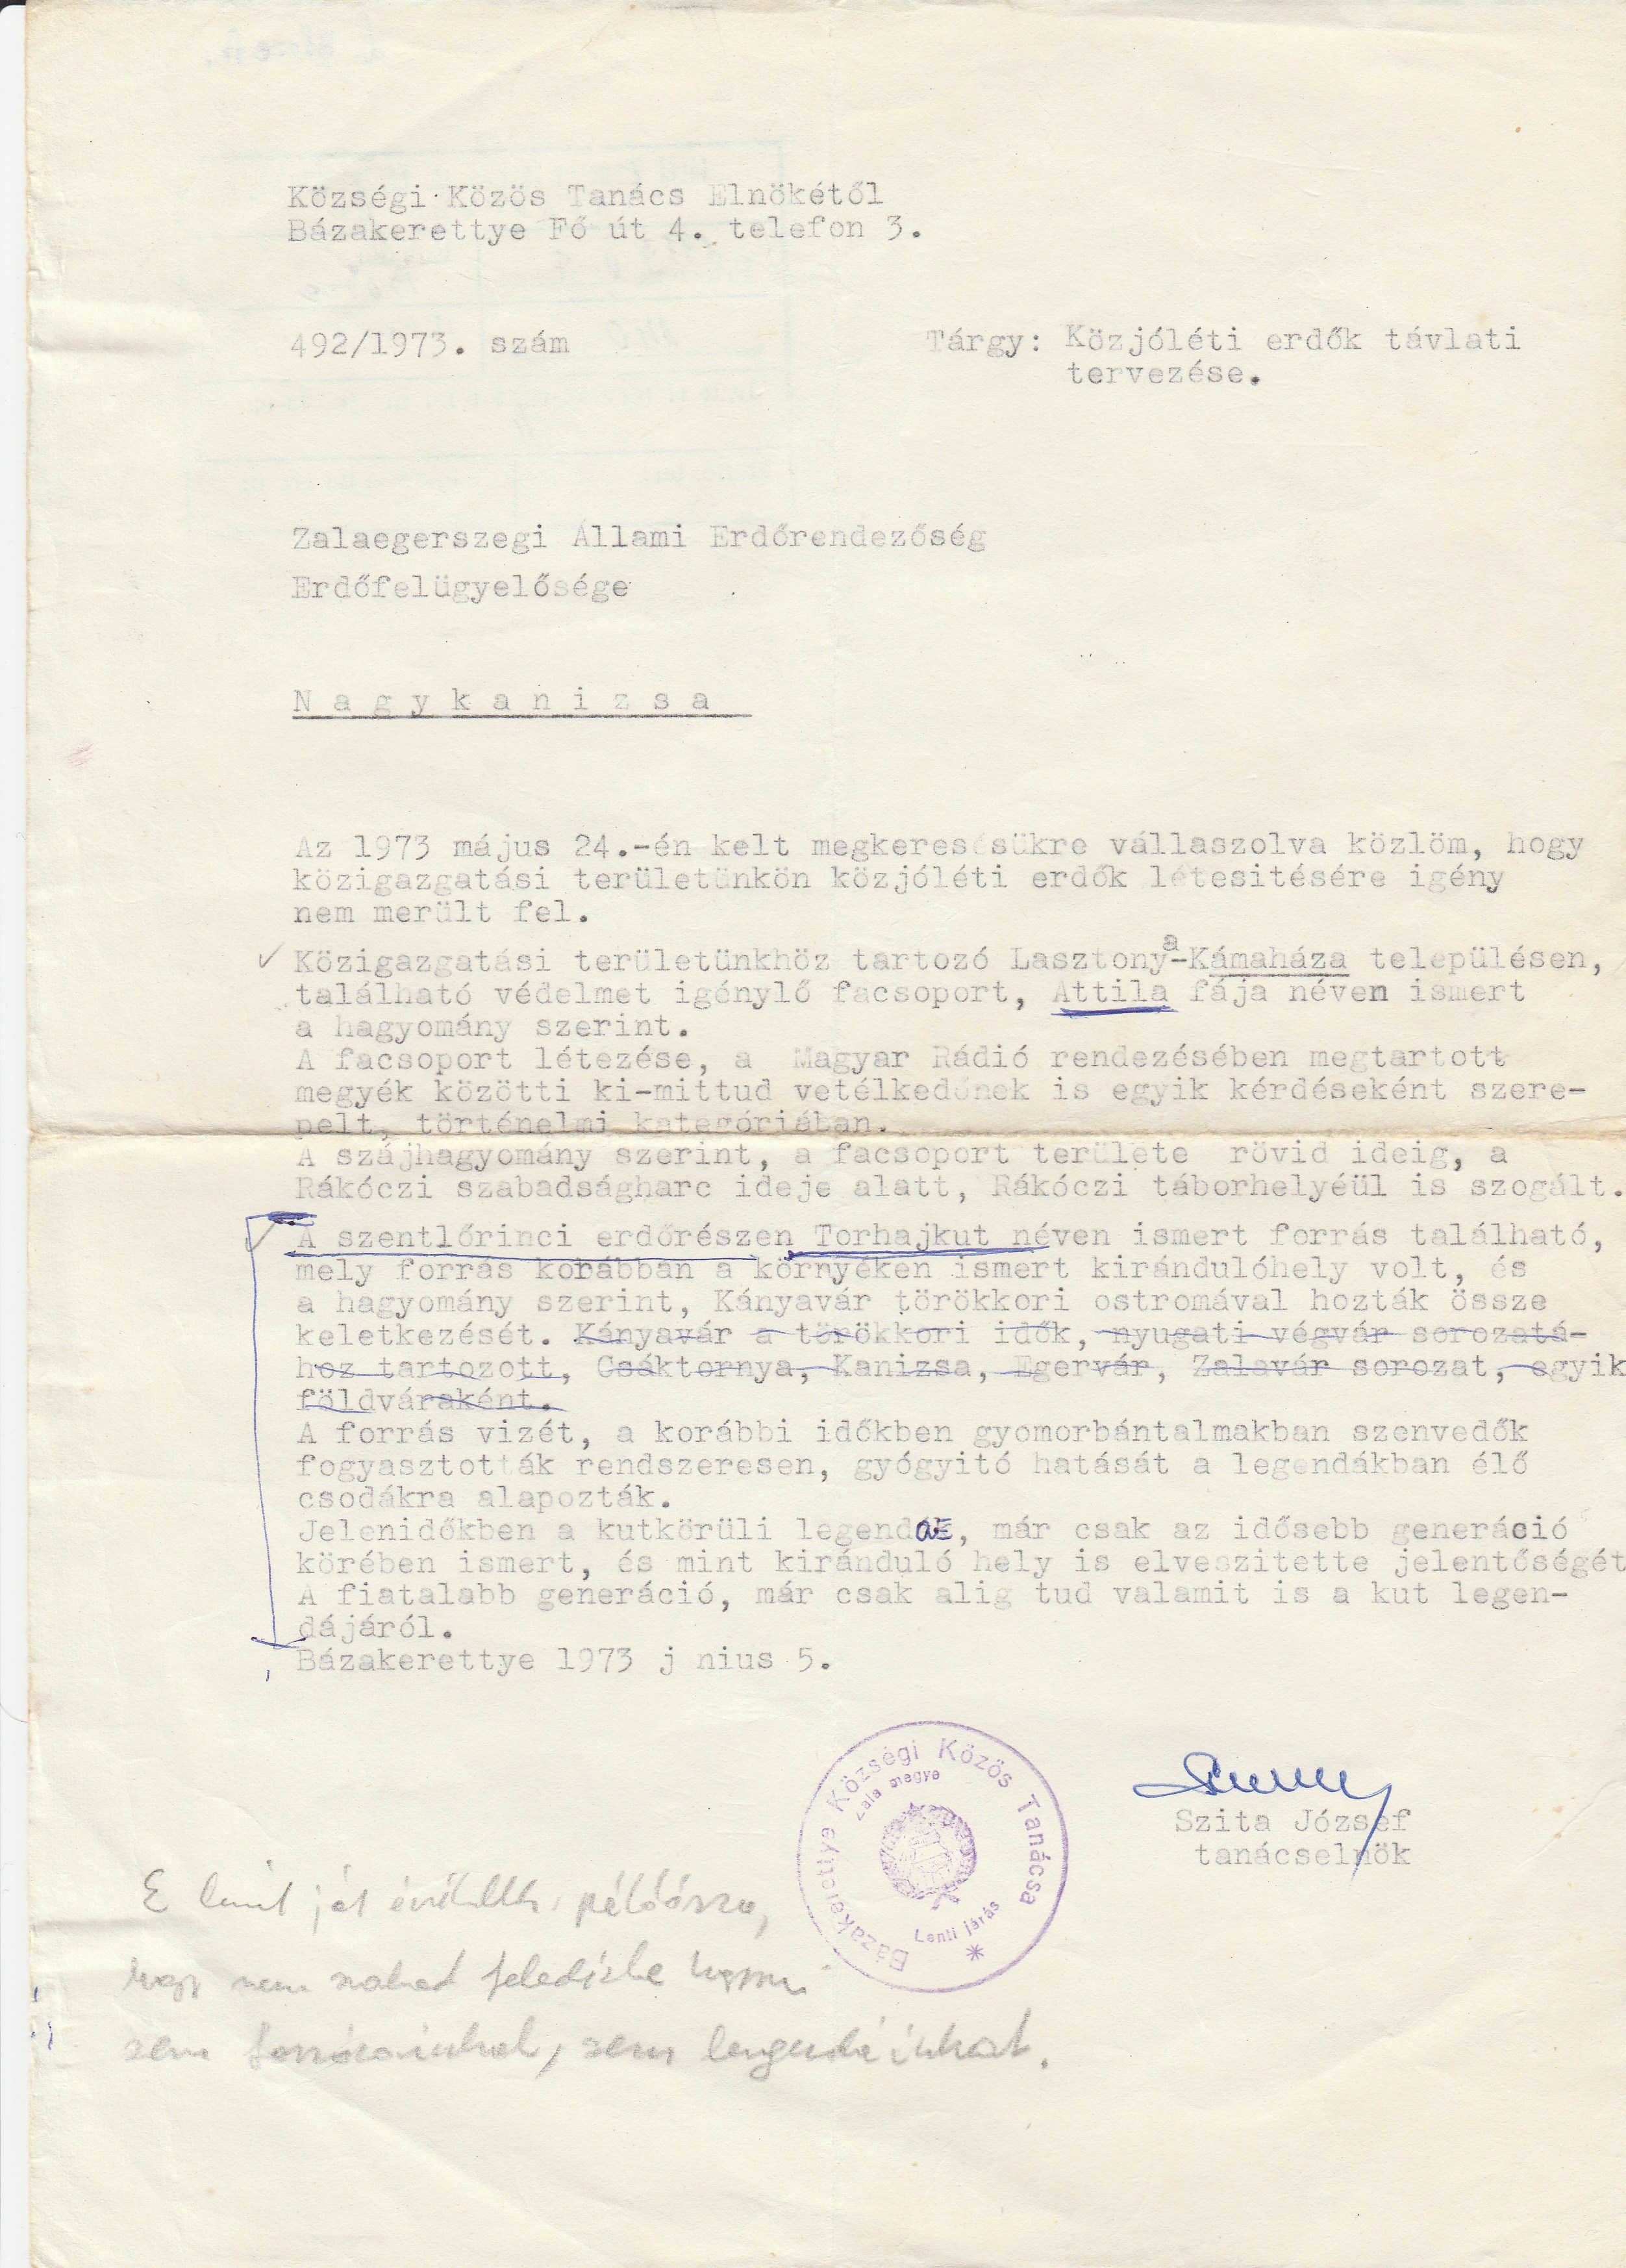 Községi Közös Tanács Elnökétől
Bázakerettye Fő út 4. telefon 3.
492/1973. szám
Tárgy: Közjóléti erdők távlati
tervezése.
Zalaegerszegi Állami Erdőrendezőség
Erdőfelügyelősége
N a g y k a n i z s a
Az 1973 május 24.-én kelt megkeresésükre vállaszolva közlöm, hogy
közigazgatási területünkön közjóléti erdők létesitésére igény
nem merült fel.
Közigazgatási területünkhöz tartozó Lasztonya-Kámaháza településen,
található védelmet igénylő facsoport, Attila fája néven ismert
a hagyomány szerint.
A facsoport létezése, a Magyar Rádió rendezésében megtartott
megyék közötti ki-mittud vetélkedőnek is egyik kérdéseként szere-
pelt, történelmi kategóriában.
A szájhagyomány szerint, a facsoport területe rövid ideig, a
Rákóczi szabadságharc ideje alatt, Rákóczi táborhelyéül is szogált.
A szentlőrinci erdőrészen Torhajkut néven ismert forrás található,
mely forrás korábban a környéken ismert kirándulóhely volt, és
a hagyomány szerint, Kányavár törökkori ostromával hozták össze
keletkezését. Kányavár a törökkori idők, nyugati végvár sorozatá-
hoz tartozott, Csáktornya, Kanizsa, Egervár, Zalavár sorozat, egyik
földváraként.
A forrás vizét, a korábbi időkben gyomorbántalmakban szenvedők
fogyasztották rendszeresen, gyógyitó hatását a legendákban élő
csodákra alapozták.
Jelenidőkben a kutkörüli legenda, már csak az idősebb generáció
körében ismert, és mint kiránduló hely is elveszitette jelentőségét
A fiatalabb generáció, már csak alig tud valamit is a kut legen-
dájáról.
Bázakerettye 1973 j nius 5.
Bázakerettye Községi Közös Tanácsa
Zala megye
Lenti járás
Szita József
tanácselnök
E
nem feledésbe
sem forrásainkat, sem legendáinkat.